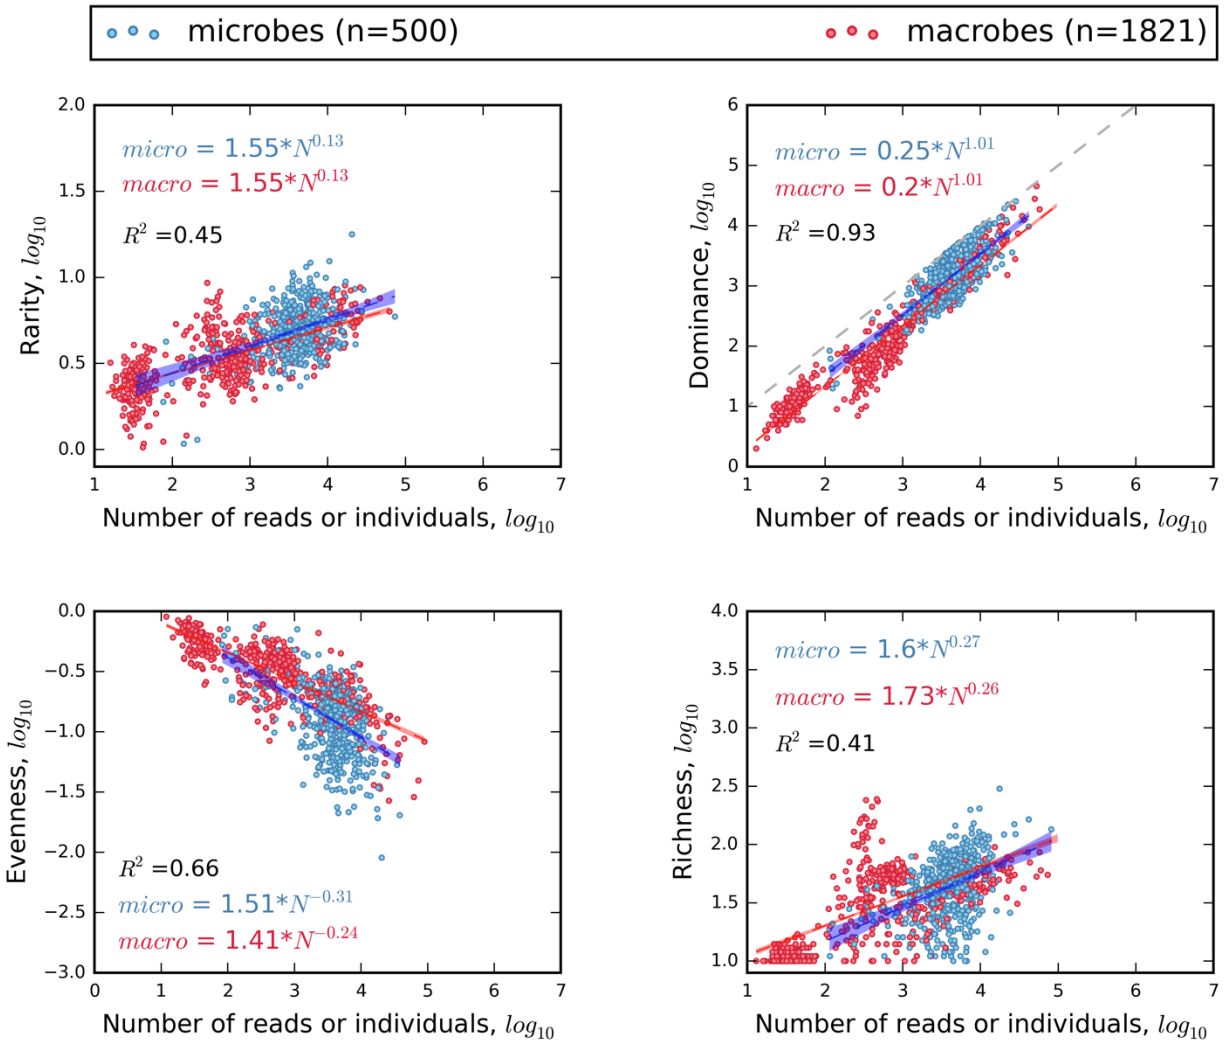 microbes (n=500) macrobes (n=1821)
2.0
1.5
1.0
0.5
0.0
Rarity, log10
micro = 1.55*N^0.13
macro = 1.55*N^0.13
R^2 =0.45
1 2 3 4 5 6 7
Number of reads or individuals, log10
6
5
4
3
2
1
0
Dominance, log10
micro = 0.25*N^1.01
macro = 0.2*N^1.01
R^2 =0.93
1 2 3 4 5 6 7
Number of reads or individuals, log10
0.0
−0.5
−1.0
−1.5
−2.0
−2.5
−3.0
Evenness, log10
R^2 =0.66
micro = 1.51*N^−0.31
macro = 1.41*N^−0.24
0 1 2 3 4 5 6 7
Number of reads or individuals, log10
4.0
3.5
3.0
2.5
2.0
1.5
1.0
Richness, log10
micro = 1.6*N^0.27
macro = 1.73*N^0.26
R^2 =0.41
1 2 3 4 5 6 7
Number of reads or individuals, log10